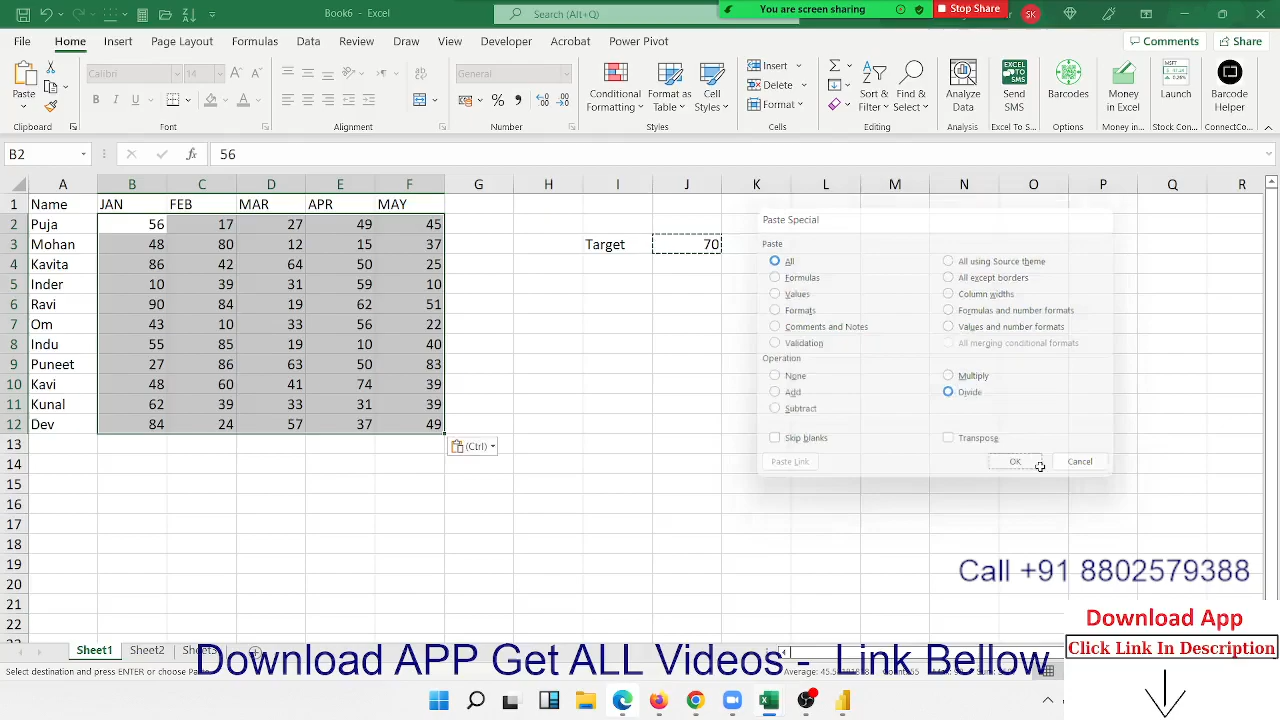 Book6 - Excel
Search (Alt+Q)
You are screen sharing
Stop Share
SK
File Home Insert Page Layout Formulas Data Review Draw View Developer Acrobat Power Pivot
Comments Share
Paste
Calibri 14
General
Conditional Formatting
Format as Table
Cell Styles
Insert
Delete
Format
Sort & Filter
Find & Select
Analyze Data
Send SMS
Barcodes
Money in Excel
Launch
Barcode Helper
Clipboard Font Alignment Number Styles Cells Editing Analysis Excel To S... Options Money in... Stock Con... ConnectCo...
B2 fx 56
A B C D E F G H I J K L M N O P Q R
1 Name JAN FEB MAR APR MAY
2 Puja 56 17 27 49 45
3 Mohan 48 80 12 15 37 Target 70
4 Kavita 86 42 64 50 25
5 Inder 10 39 31 59 10
6 Ravi 90 84 19 62 51
7 Om 43 10 33 56 22
8 Indu 55 85 19 10 40
9 Puneet 27 86 63 50 83
10 Kavi 48 60 41 74 39
11 Kunal 62 39 33 31 39
12 Dev 84 24 57 37 49
13
14
15
16
17
18
19
20
21
22
(Ctrl)
Paste Special
Paste
All All using Source theme
Formulas All except borders
Values Column widths
Formats Formulas and number formats
Comments and Notes Values and number formats
Validation All merging conditional formats
Operation
None Multiply
Add Divide
Subtract
Skip blanks Transpose
Paste Link OK Cancel
Call +91 8802579388
Download App
Click Link In Description
Sheet1 Sheet2 Sheet3
Download APP Get ALL Videos - Link Bellow
Select destination and press ENTER or choose Paste